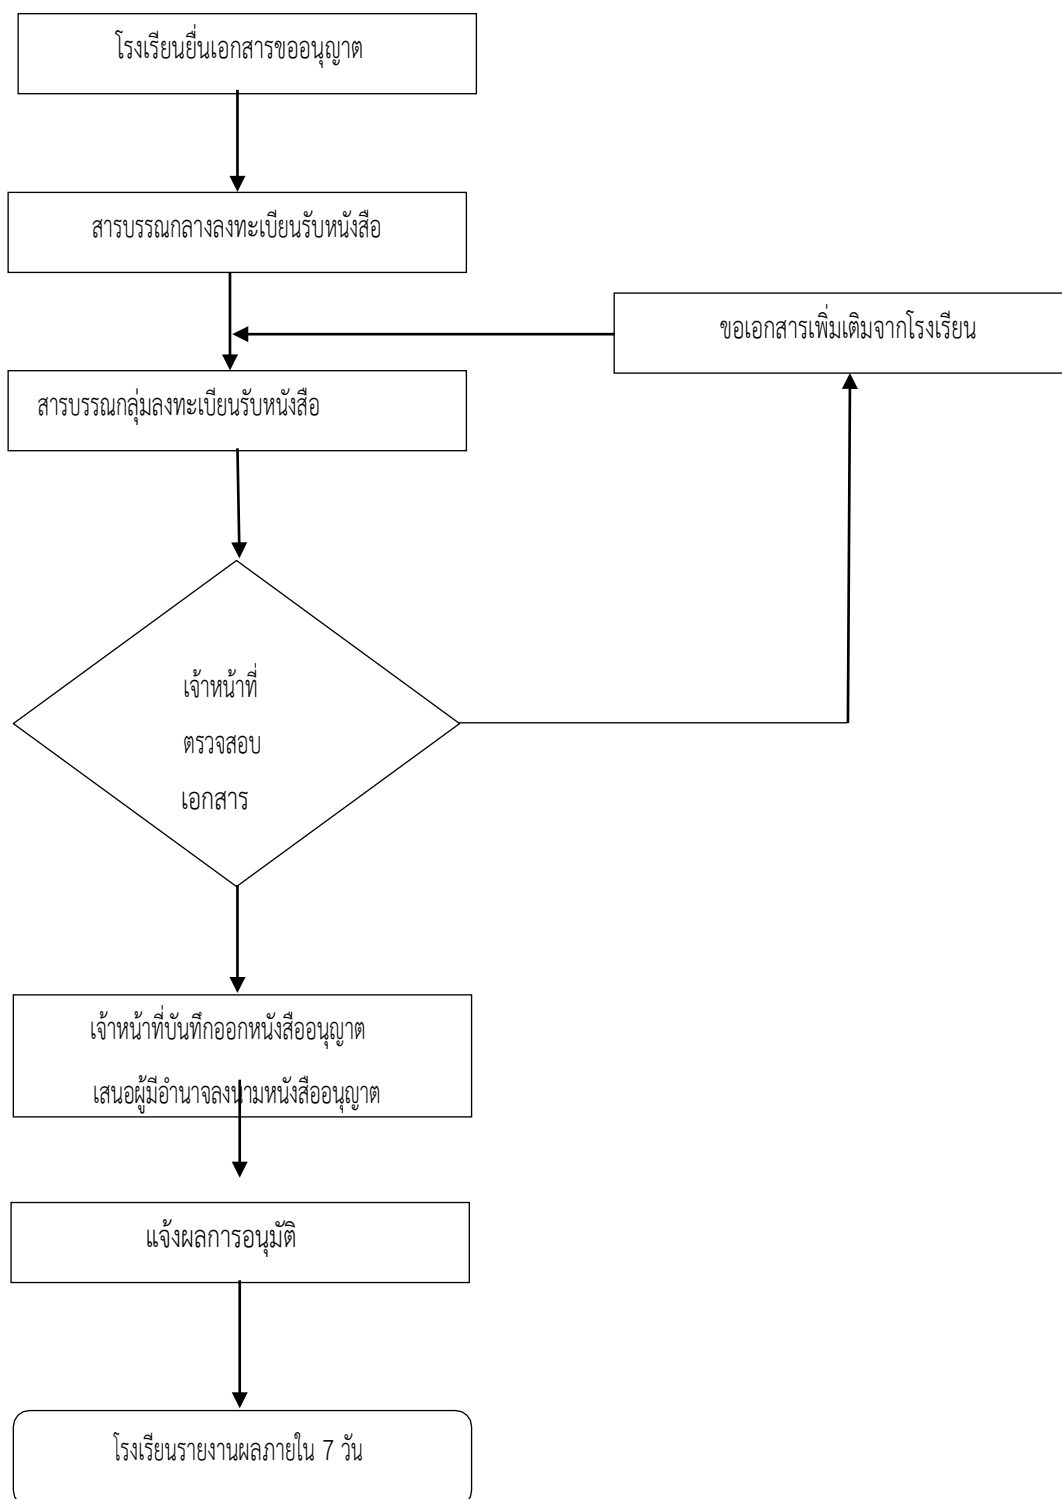 โรงเรียนยื่นเอกสารขออนุญาต
สารบรรณกลางลงทะเบียนรับหนังสือ
ขอเอกสารเพิ่มเติมจากโรงเรียน
สารบรรณกลุ่มลงทะเบียนรับหนังสือ
เจ้าหน้าที่
ตรวจสอบ
เอกสาร
เจ้าหน้าที่บันทึกออกหนังสืออนุญาต
เสนอผู้มีอำนาจลงนามหนังสืออนุญาต
แจ้งผลการอนุมัติ
โรงเรียนรายงานผลภายใน 7 วัน